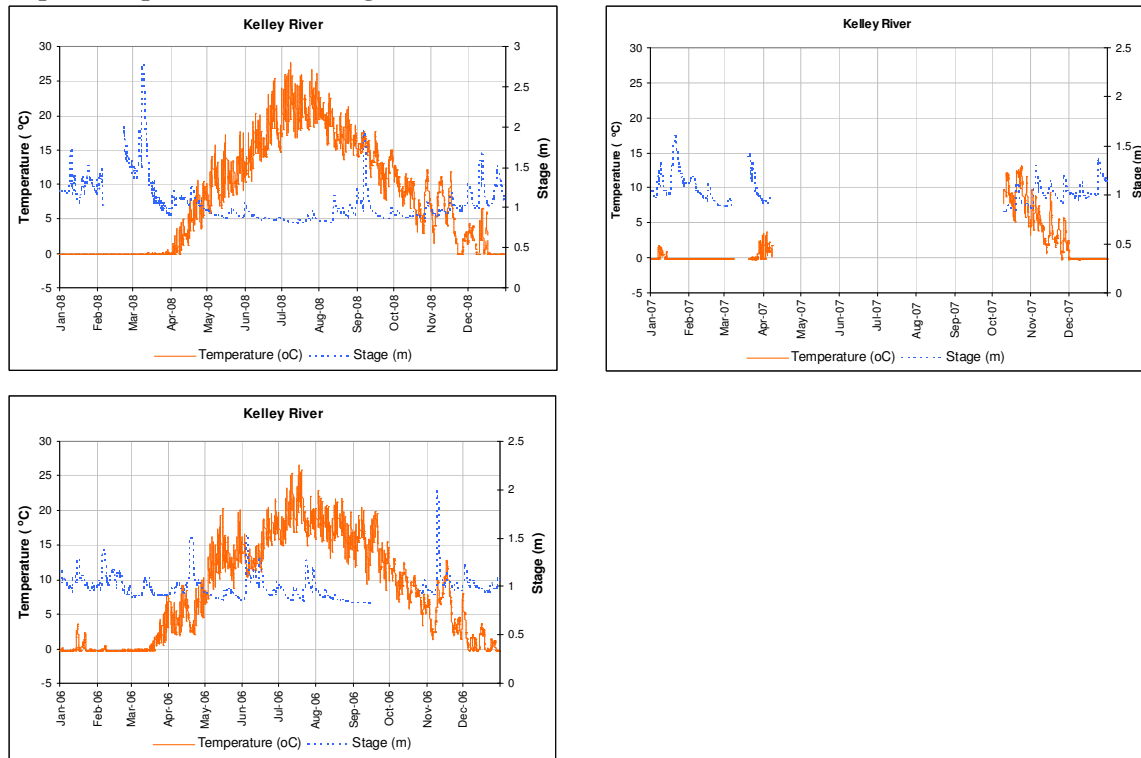 Kelley River
30
25
20
15
10
5
0
-5
Temperature ( °C)
3
2.5
2
1.5
1
0.5
0
Stage (m)
Jan-08
Feb-08
Mar-08
Apr-08
May-08
Jun-08
Jul-08
Aug-08
Sep-08
Oct-08
Nov-08
Dec-08
Temperature (oC) Stage (m)
Kelley River
30
25
20
15
10
5
0
-5
Temperature ( °C)
2.5
2
1.5
1
0.5
0
Stage (m)
Jan-07
Feb-07
Mar-07
Apr-07
May-07
Jun-07
Jul-07
Aug-07
Sep-07
Oct-07
Nov-07
Dec-07
Temperature (oC) Stage (m)
Kelley River
30
25
20
15
10
5
0
-5
Temperature ( °C)
2.5
2
1.5
1
0.5
0
Stage (m)
Jan-06
Feb-06
Mar-06
Apr-06
May-06
Jun-06
Jul-06
Aug-06
Sep-06
Oct-06
Nov-06
Dec-06
Temperature (oC) Stage (m)